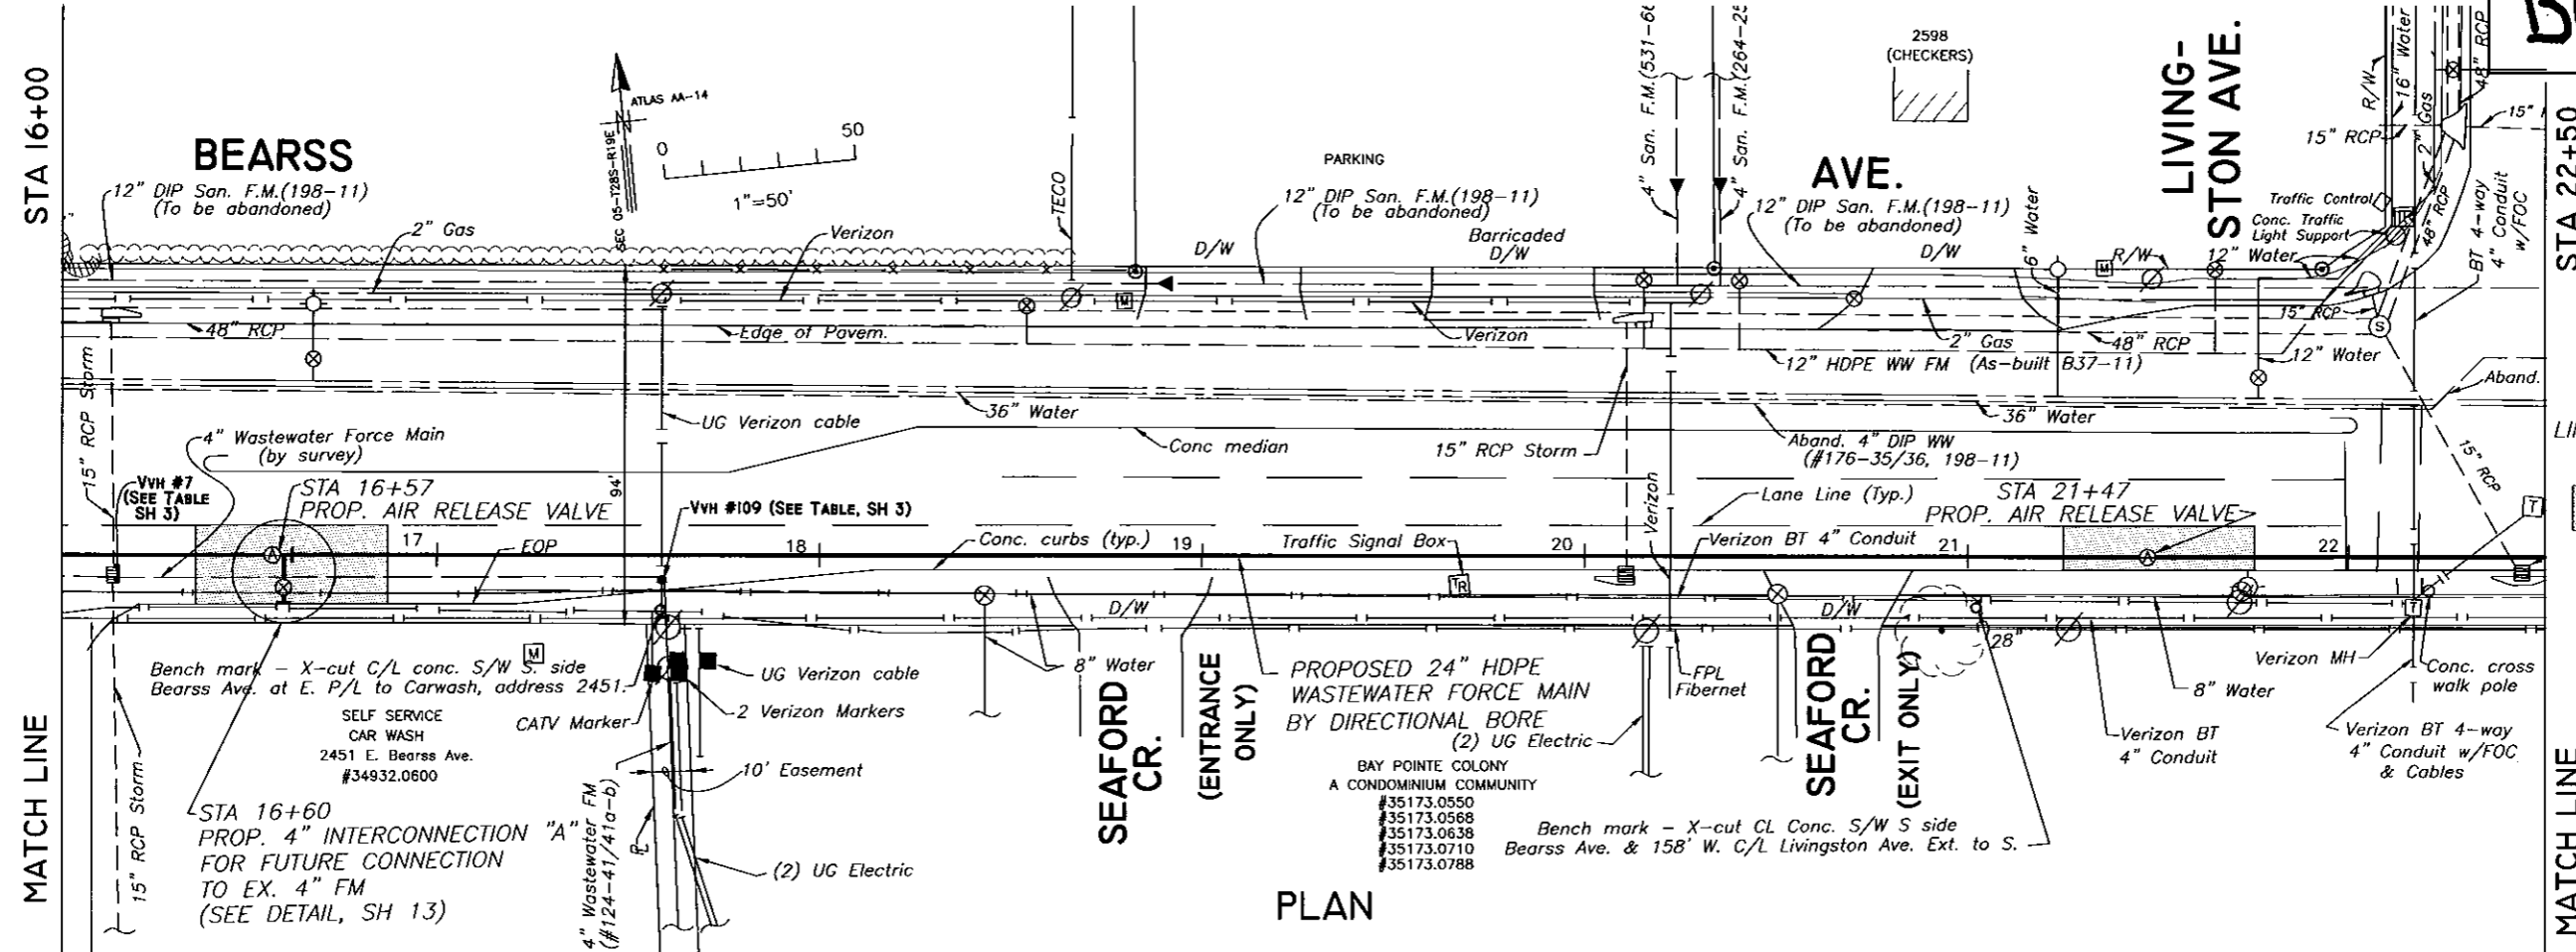 STA 16+00
MATCH LINE
BEARSS
12" DIP San. F.M.(198-11)
(To be abandoned)
2" Gas
SEC 05-T28S-R19E
ATLAS AA-14
0
50
1"=50'
Verizon
TECO
PARKING
12" DIP San. F.M.(198-11)
(To be abandoned)
D/W
Barricaded
D/W
4" San. F.M.(531-6
4" San. F.M.(264-2
2598
(CHECKERS)
AVE.
12" DIP San. F.M.(198-11)
(To be abandoned)
D/W
6" Water
LIVING-
STON AVE.
R/W
16" Water
2" Gas
48" RCP
15" RCP
15"
Traffic Control
Conc. Traffic
Light Support
R/W
12"
Water
48" RCP
BT 4-way
4" Conduit
w/FOC
STA 22+50
48" RCP
Edge of Pavem.
Verizon
2" Gas
48" RCP
15" RCP
12" Water
12" HDPE WW FM (As-built B37-11)
Aband.
36" Water
36" Water
UG Verizon cable
Conc median
15" RCP Storm
Aband. 4" DIP WW
(#176-35/36, 198-11)
15" RCP
15" RCP Storm
4" Wastewater Force Main
(by survey)
VVH #7
(SEE TABLE
SH 3)
STA 16+57
PROP. AIR RELEASE VALVE
94'
VVH #109 (SEE TABLE, SH 3)
Verizon
Lane Line (Typ.)
STA 21+47
PROP. AIR RELEASE VALVE
T
A
17
EOP
18
Conc. curbs (typ.)
19
Traffic Signal Box
20
Verizon BT 4" Conduit
21
A
22
TR
D/W
D/W
28"
T
M
M
M
S
Bench mark - X-cut C/L conc. S/W S. side
Bearss Ave. at E. P/L to Carwash, address 2451.
SELF SERVICE
CAR WASH
2451 E. Bearss Ave.
#34932.0600
CATV Marker
UG Verizon cable
2 Verizon Markers
10' Easement
(2) UG Electric
4" Wastewater FM
(#124-41/41a-b)
15" RCP Storm
STA 16+60
PROP. 4" INTERCONNECTION "A"
FOR FUTURE CONNECTION
TO EX. 4" FM
(SEE DETAIL, SH 13)
8" Water
SEAFORD
CR.
(ENTRANCE
ONLY)
PROPOSED 24" HDPE
WASTEWATER FORCE MAIN
BY DIRECTIONAL BORE
(2) UG Electric
FPL
Fibernet
BAY POINTE COLONY
A CONDOMINIUM COMMUNITY
#35173.0550
#35173.0568
#35173.0638
#35173.0710
#35173.0788
SEAFORD
CR.
(EXIT ONLY)
Bench mark - X-cut CL Conc. S/W S side
Bearss Ave. & 158' W. C/L Livingston Ave. Ext. to S.
Verizon MH
8" Water
Verizon BT
4" Conduit
Conc. cross
walk pole
Verizon BT 4-way
4" Conduit w/FOC
& Cables
MATCH LINE
PLAN